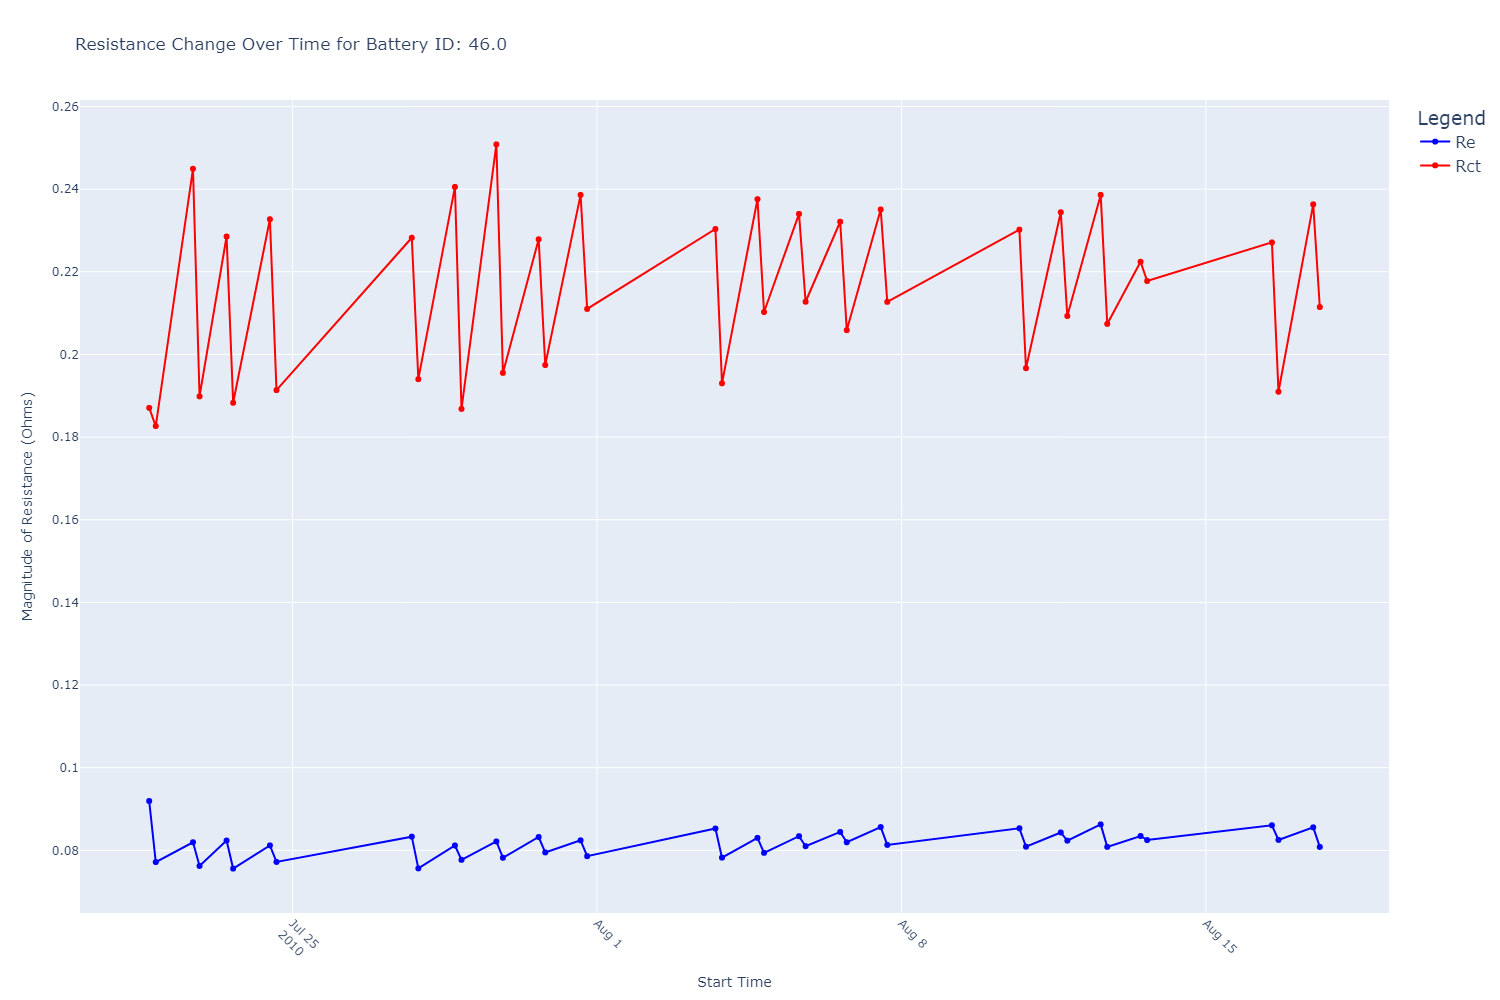 Resistance Change Over Time for Battery ID: 46.0
Legend
Re
Rct
Magnitude of Resistance (Ohms)
0.26
0.24
0.22
0.2
0.18
0.16
0.14
0.12
0.1
0.08
Jul 25
2010
Aug 1
Aug 8
Aug 15
Start Time